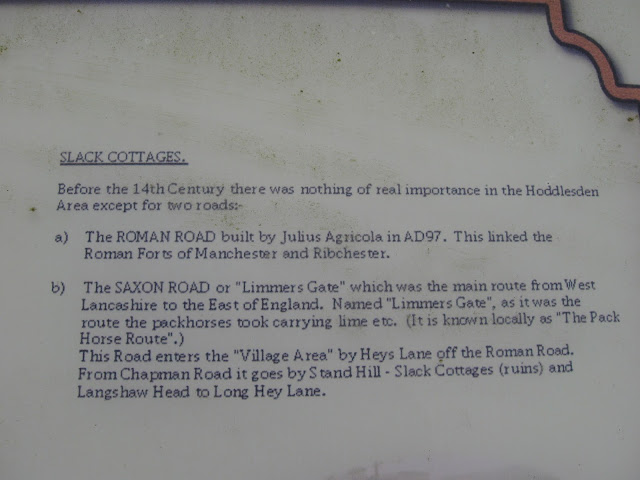 SLACK COTTAGES.
Before the 14th Century there was nothing of real importance in the Hoddlesden
Area except for two roads:-
a) The ROMAN ROAD built by Julius Agricola in AD97. This linked the
Roman Forts of Manchester and Ribchester.
b) The SAXON ROAD or "Limmers Gate" which was the main route from West
Lancashire to the East of England. Named "Limmers Gate", as it was the
route the packhorses took carrying lime etc. (It is known locally as "The Pack
Horse Route".)
This Road enters the "Village Area" by Heys Lane off the Roman Road.
From Chapman Road it goes by Stand Hill - Slack Cottages (ruins) and
Langshaw Head to Long Hey Lane.